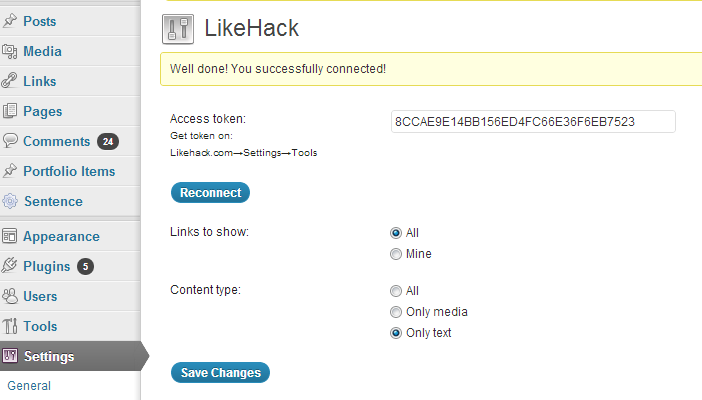 Posts
Media
Links
Pages
Comments 24
Portfolio Items
Sentence
Appearance
Plugins 5
Users
Tools
Settings
General
LikeHack
Well done! You successfully connected!
Access token: 8CCAE9E14BB156ED4FC66E36F6EB7523
Get token on:
Likehack.com→Settings→Tools
Reconnect
Links to show: All
Mine
Content type: All
Only media
Only text
Save Changes